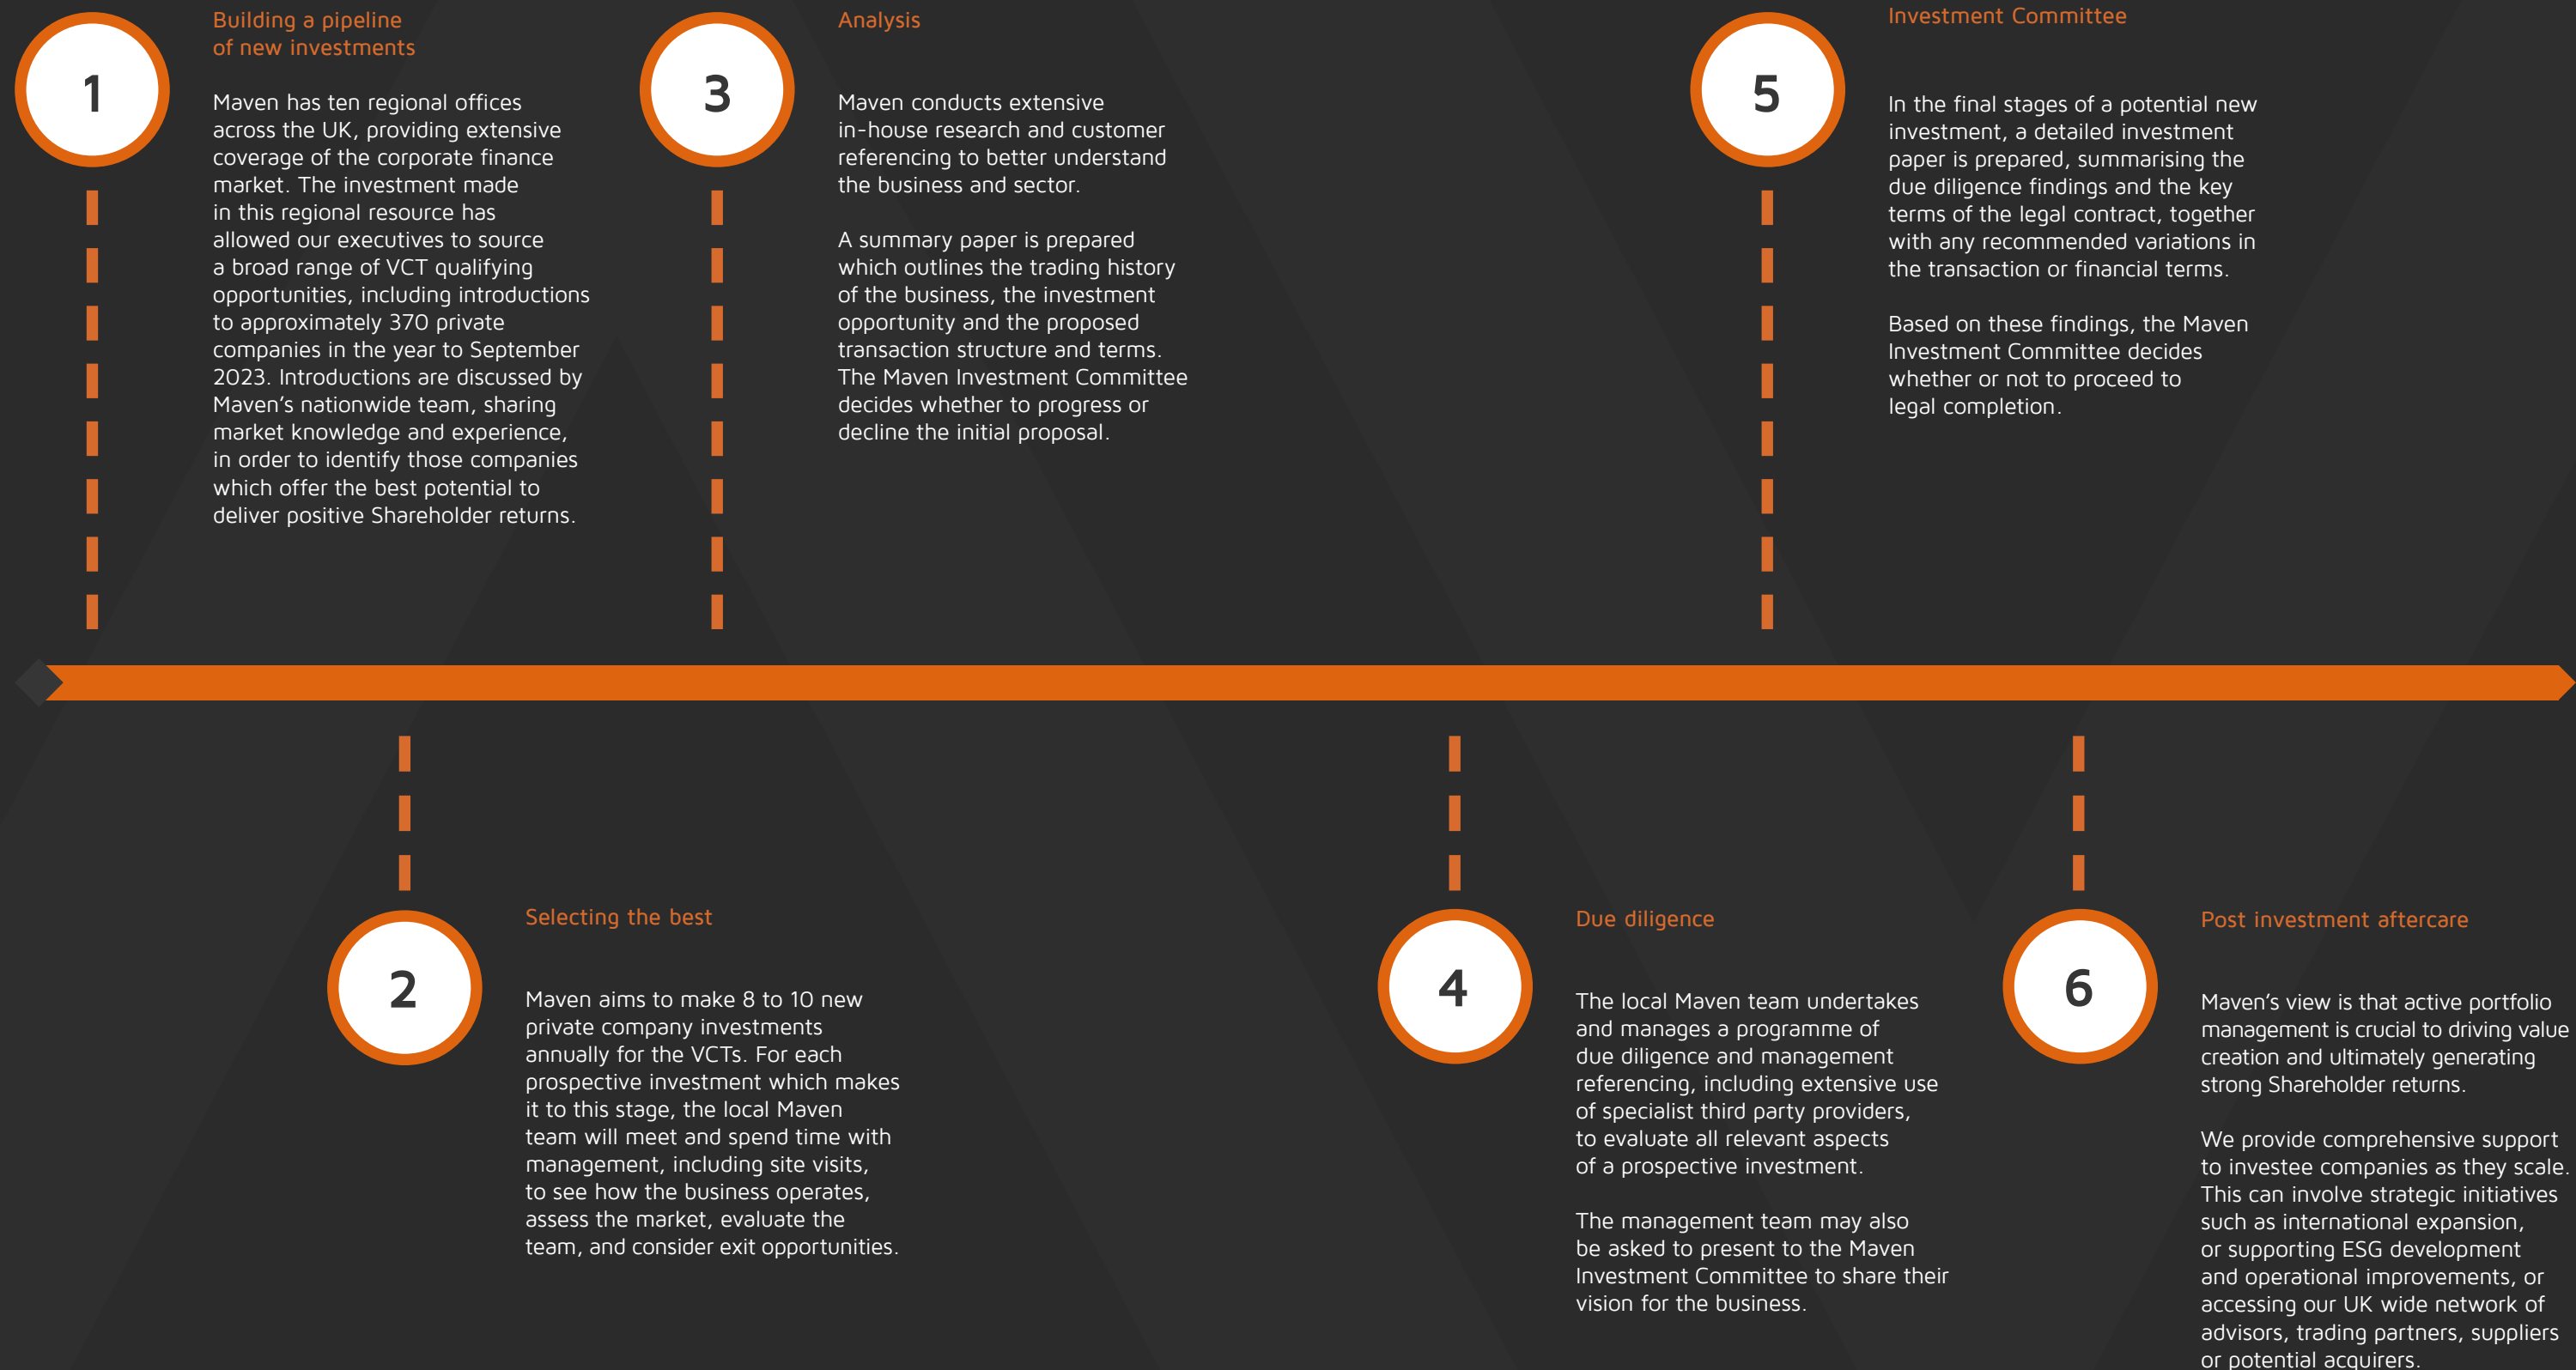 1
Building a pipeline
of new investments
Maven has ten regional offices
across the UK, providing extensive
coverage of the corporate finance
market. The investment made
in this regional resource has
allowed our executives to source
a broad range of VCT qualifying
opportunities, including introductions
to approximately 370 private
companies in the year to September
2023. Introductions are discussed by
Maven’s nationwide team, sharing
market knowledge and experience,
in order to identify those companies
which offer the best potential to
deliver positive Shareholder returns.
2
Selecting the best
Maven aims to make 8 to 10 new
private company investments
annually for the VCTs. For each
prospective investment which makes
it to this stage, the local Maven
team will meet and spend time with
management, including site visits,
to see how the business operates,
assess the market, evaluate the
team, and consider exit opportunities.
3
Analysis
Maven conducts extensive
in-house research and customer
referencing to better understand
the business and sector.
A summary paper is prepared
which outlines the trading history
of the business, the investment
opportunity and the proposed
transaction structure and terms.
The Maven Investment Committee
decides whether to progress or
decline the initial proposal.
4
Due diligence
The local Maven team undertakes
and manages a programme of
due diligence and management
referencing, including extensive use
of specialist third party providers,
to evaluate all relevant aspects
of a prospective investment.
The management team may also
be asked to present to the Maven
Investment Committee to share their
vision for the business.
5
Investment Committee
In the final stages of a potential new
investment, a detailed investment
paper is prepared, summarising the
due diligence findings and the key
terms of the legal contract, together
with any recommended variations in
the transaction or financial terms.
Based on these findings, the Maven
Investment Committee decides
whether or not to proceed to
legal completion.
6
Post investment aftercare
Maven’s view is that active portfolio
management is crucial to driving value
creation and ultimately generating
strong Shareholder returns.
We provide comprehensive support
to investee companies as they scale.
This can involve strategic initiatives
such as international expansion,
or supporting ESG development
and operational improvements, or
accessing our UK wide network of
advisors, trading partners, suppliers
or potential acquirers.